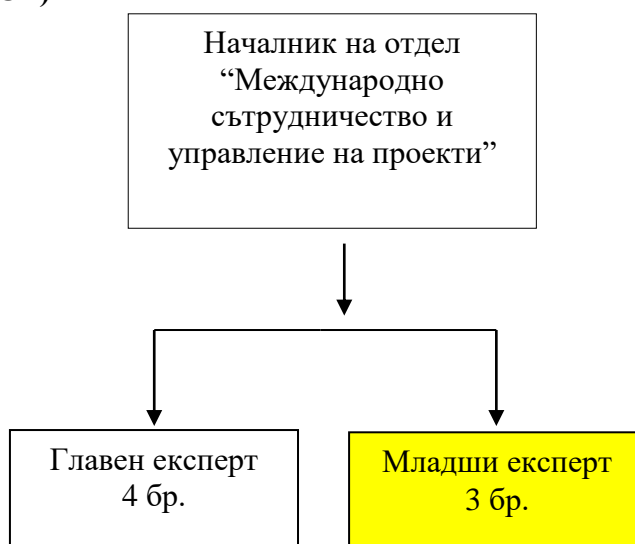 Началник на отдел
“Международно
сътрудничество и
управление на проекти”
Главен експерт
4 бр.
Младши експерт
3 бр.